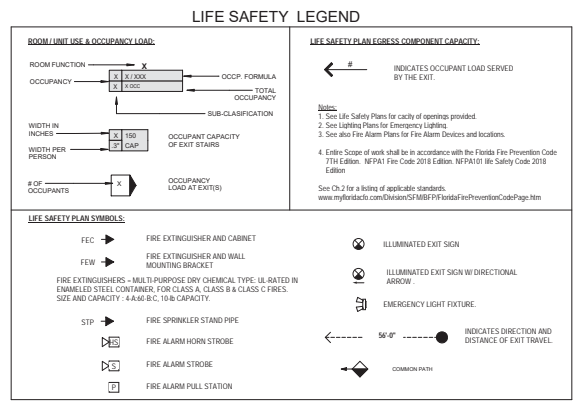 LIFE SAFETY LEGEND
ROOM / UNIT USE & OCCUPANCY LOAD:
ROOM FUNCTION
X
OCCUPANCY
X X / XXX
X X OCC
OCCP. FORMULA
TOTAL
OCCUPANCY
SUB-CLASIFICATION
WIDTH IN
INCHES
WIDTH PER
PERSON
X 150
.3" CAP
OCCUPANT CAPACITY
OF EXIT STAIRS
# OF
OCCUPANTS
X
OCCUPANCY
LOAD AT EXIT(S)
LIFE SAFETY PLAN EGRESS COMPONENT CAPACITY:
#
INDICATES OCCUPANT LOAD SERVED
BY THE EXIT.
Notes:
1. See Life Safety Plans for cacity of openings provided.
2. See Lighting Plans for Emergency Lighting.
3. See also Fire Alarm Plans for Fire Alarm Devices and locations.
4. Entire Scope of work shall be in accordance with the Florida Fire Prevention Code
7TH Edition. NFPA1 Fire Code 2018 Edition. NFPA101 life Safety Code 2018
Edition
See Ch.2 for a listing of applicable standards.
www.myfloridacfo.com/Division/SFM/BFP/FloridaFirePreventionCodePage.htm
LIFE SAFETY PLAN SYMBOLS:
FEC FIRE EXTINGUISHER AND CABINET
FEW FIRE EXTINGUISHER AND WALL
MOUNTING BRACKET
FIRE EXTINGUISHERS = MULTI-PURPOSE DRY CHEMICAL TYPE: UL-RATED IN
ENAMELED STEEL CONTAINER, FOR CLASS A, CLASS B & CLASS C FIRES.
SIZE AND CAPACITY : 4-A:60-B:C, 10-lb CAPACITY.
STP FIRE SPRINKLER STAND PIPE
HS FIRE ALARM HORN STROBE
S FIRE ALARM STROBE
P FIRE ALARM PULL STATION
ILLUMINATED EXIT SIGN
ILLUMINATED EXIT SIGN W/ DIRECTIONAL
ARROW .
EMERGENCY LIGHT FIXTURE.
56'-0"
INDICATES DIRECTION AND
DISTANCE OF EXIT TRAVEL.
COMMON PATH